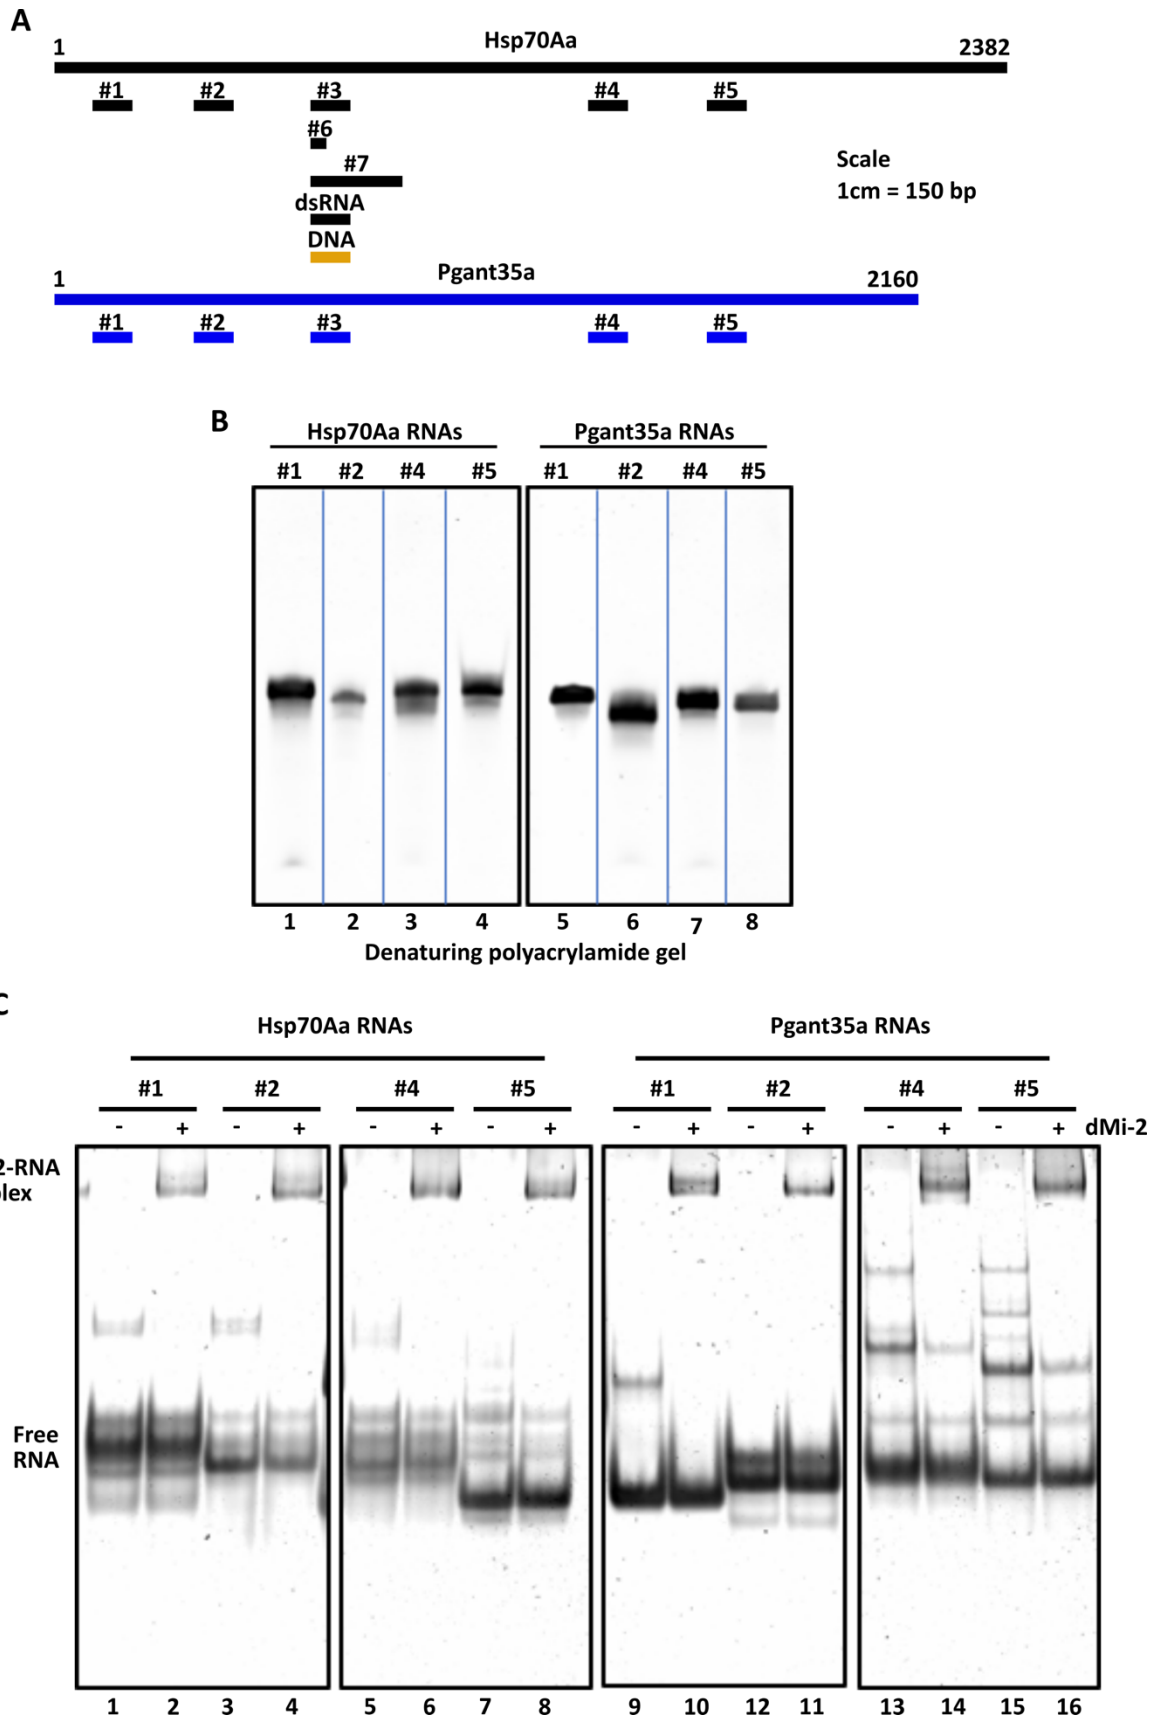 A
Hsp70Aa
1 2382
#1 #2 #3 #4 #5
#6
#7
Scale
1cm = 150 bp
dsRNA
DNA
Pgant35a
1 2160
#1 #2 #3 #4 #5
B
Hsp70Aa RNAs Pgant35a RNAs
#1 #2 #4 #5 #1 #2 #4 #5
1 2 3 4 5 6 7 8
Denaturing polyacrylamide gel
C
Hsp70Aa RNAs Pgant35a RNAs
#1 #2 #4 #5 #1 #2 #4 #5
- + - + - + - + - + - + - + - + dMi-2
2-RNA
plex
Free
RNA
1 2 3 4 5 6 7 8 9 10 12 11 13 14 15 16